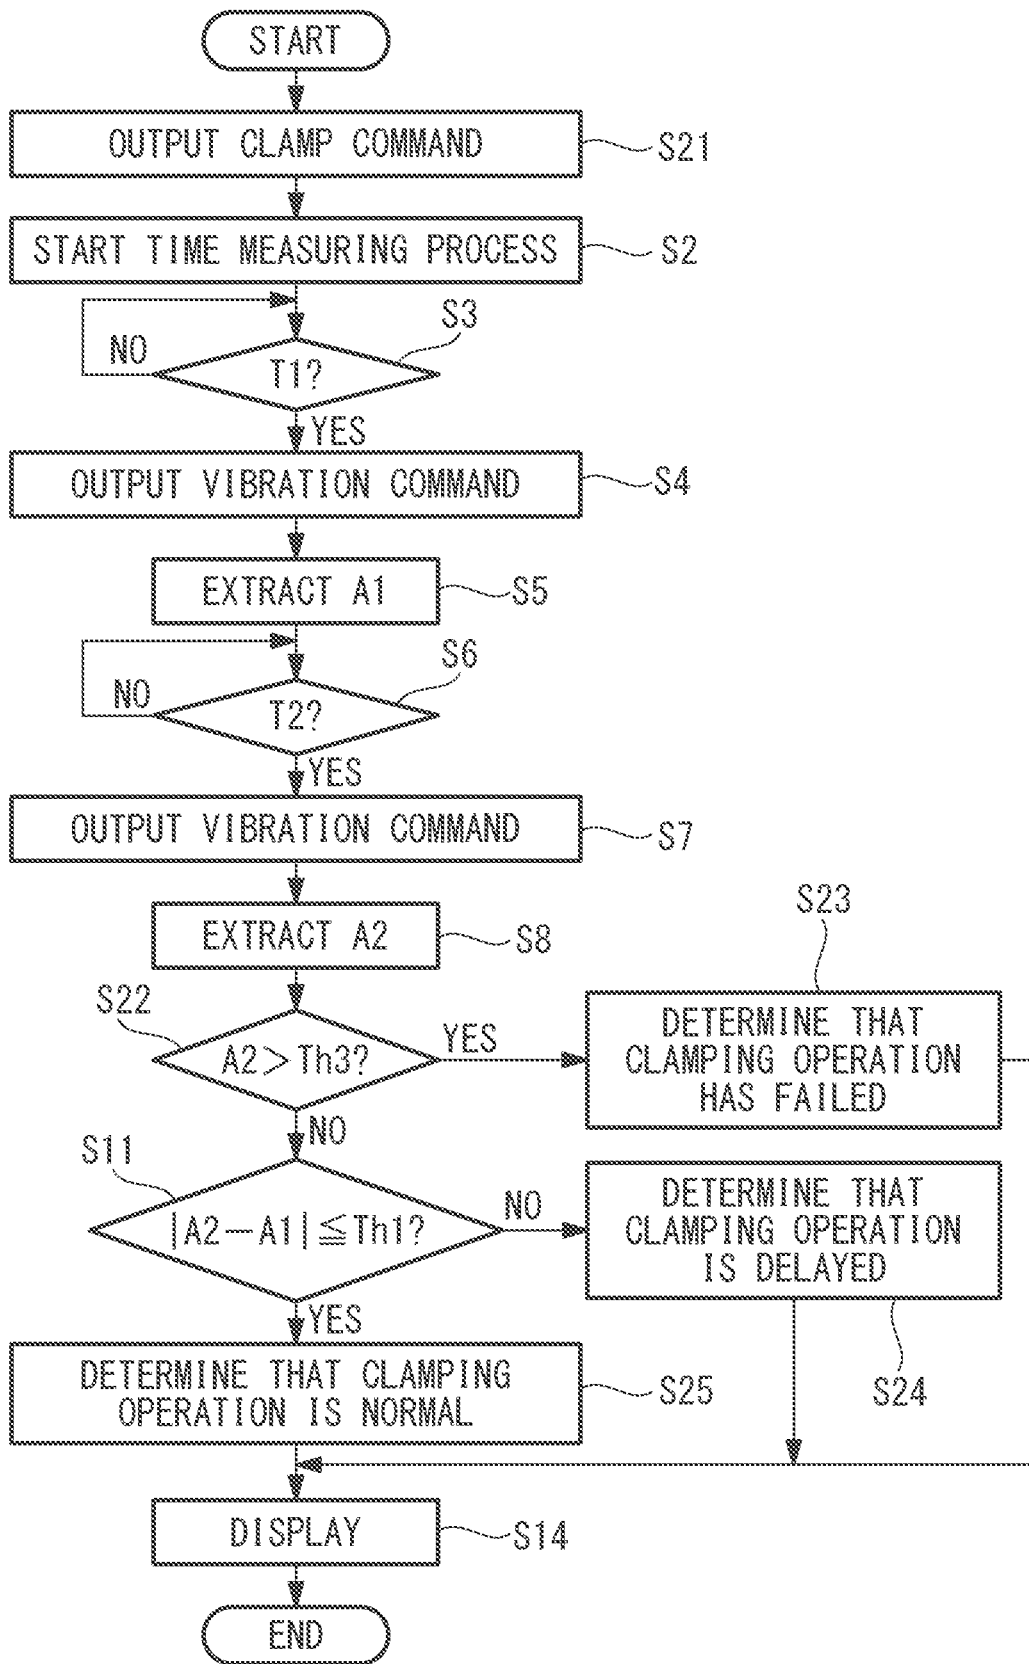 START
OUTPUT CLAMP COMMAND
S21
START TIME MEASURING PROCESS
S2
S3
NO
T1?
YES
OUTPUT VIBRATION COMMAND
S4
EXTRACT A1
S5
S6
NO
T2?
YES
OUTPUT VIBRATION COMMAND
S7
EXTRACT A2
S8
S22
A2>Th3?
YES
S23
DETERMINE THAT
CLAMPING OPERATION
HAS FAILED
NO
S11
|A2-A1|≦Th1?
NO
DETERMINE THAT
CLAMPING OPERATION
IS DELAYED
S24
YES
DETERMINE THAT CLAMPING
OPERATION IS NORMAL
S25
DISPLAY
S14
END